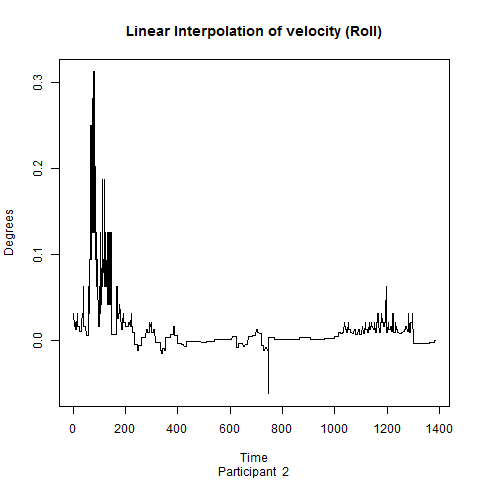 Linear Interpolation of velocity (Roll)
Degrees
0.3
0.2
0.1
0.0
0 200 400 600 800 1000 1200 1400
Time
Participant 2